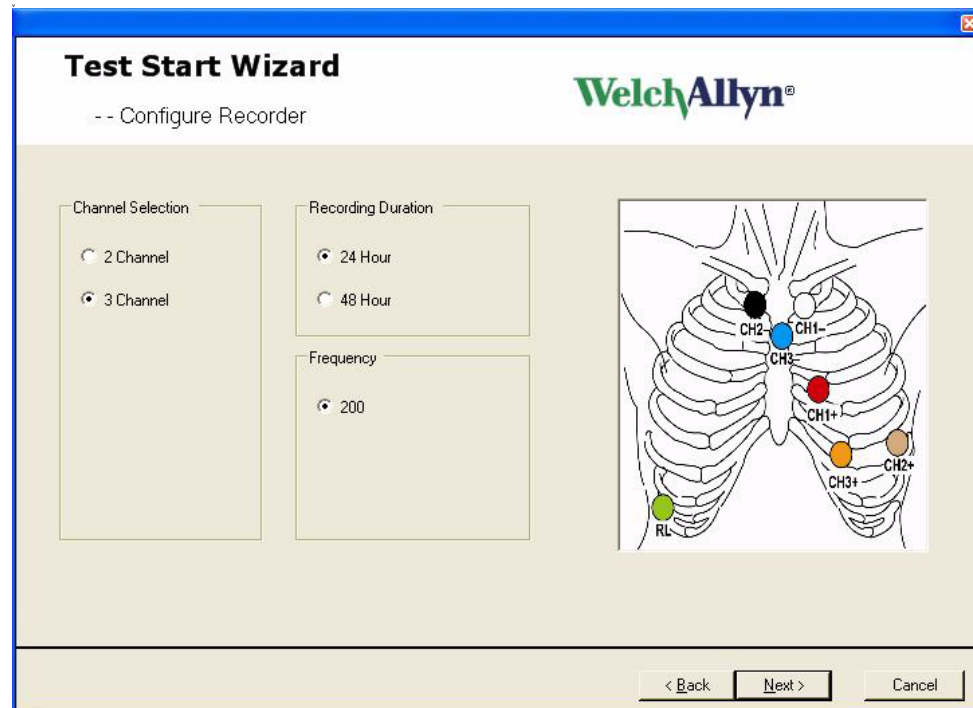 Test Start Wizard
-- Configure Recorder
WelchAllyn®
Channel Selection
2 Channel
3 Channel
Recording Duration
24 Hour
48 Hour
Frequency
200
CH2-
CH1-
CH3-
CH1+
CH2+
CH3+
RL
< Back
Next >
Cancel